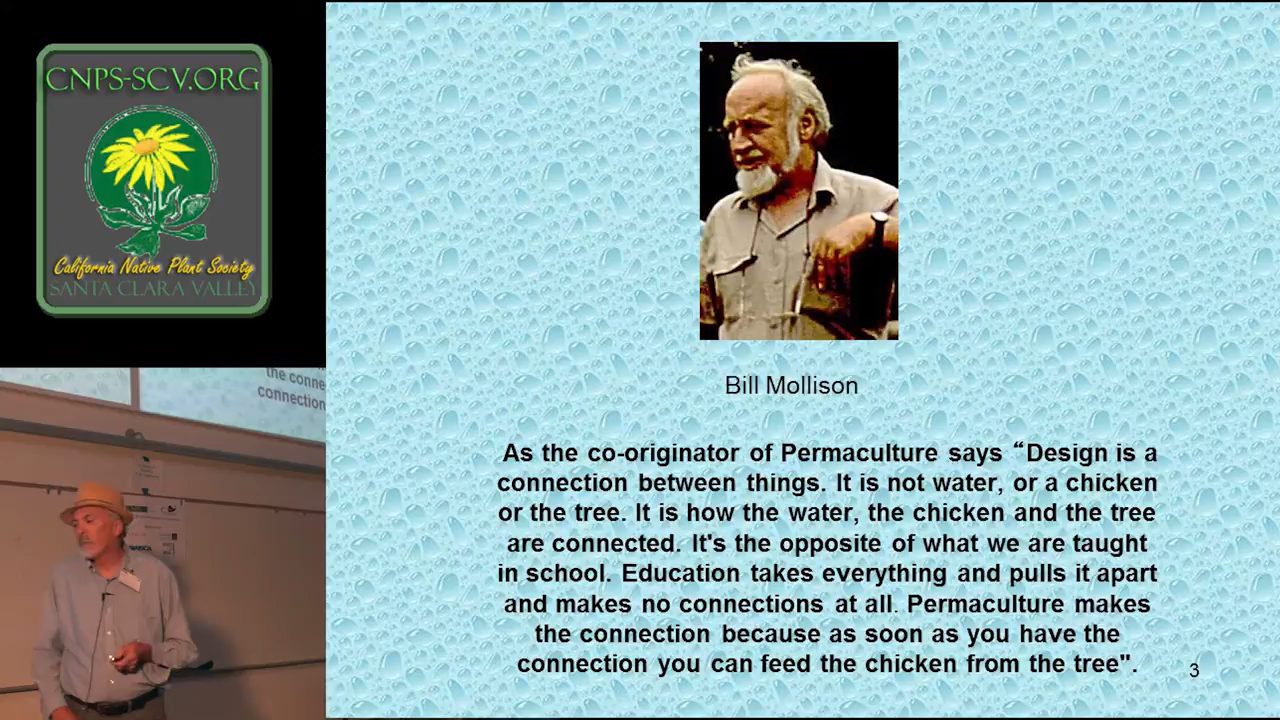 CNPS-SCV.ORG
California Native Plant Society
SANTA CLARA VALLEY
the conne
connection
Bill Mollison
As the co-originator of Permaculture says “Design is a
connection between things. It is not water, or a chicken
or the tree. It is how the water, the chicken and the tree
are connected. It's the opposite of what we are taught
in school. Education takes everything and pulls it apart
and makes no connections at all. Permaculture makes
the connection because as soon as you have the
connection you can feed the chicken from the tree".
3